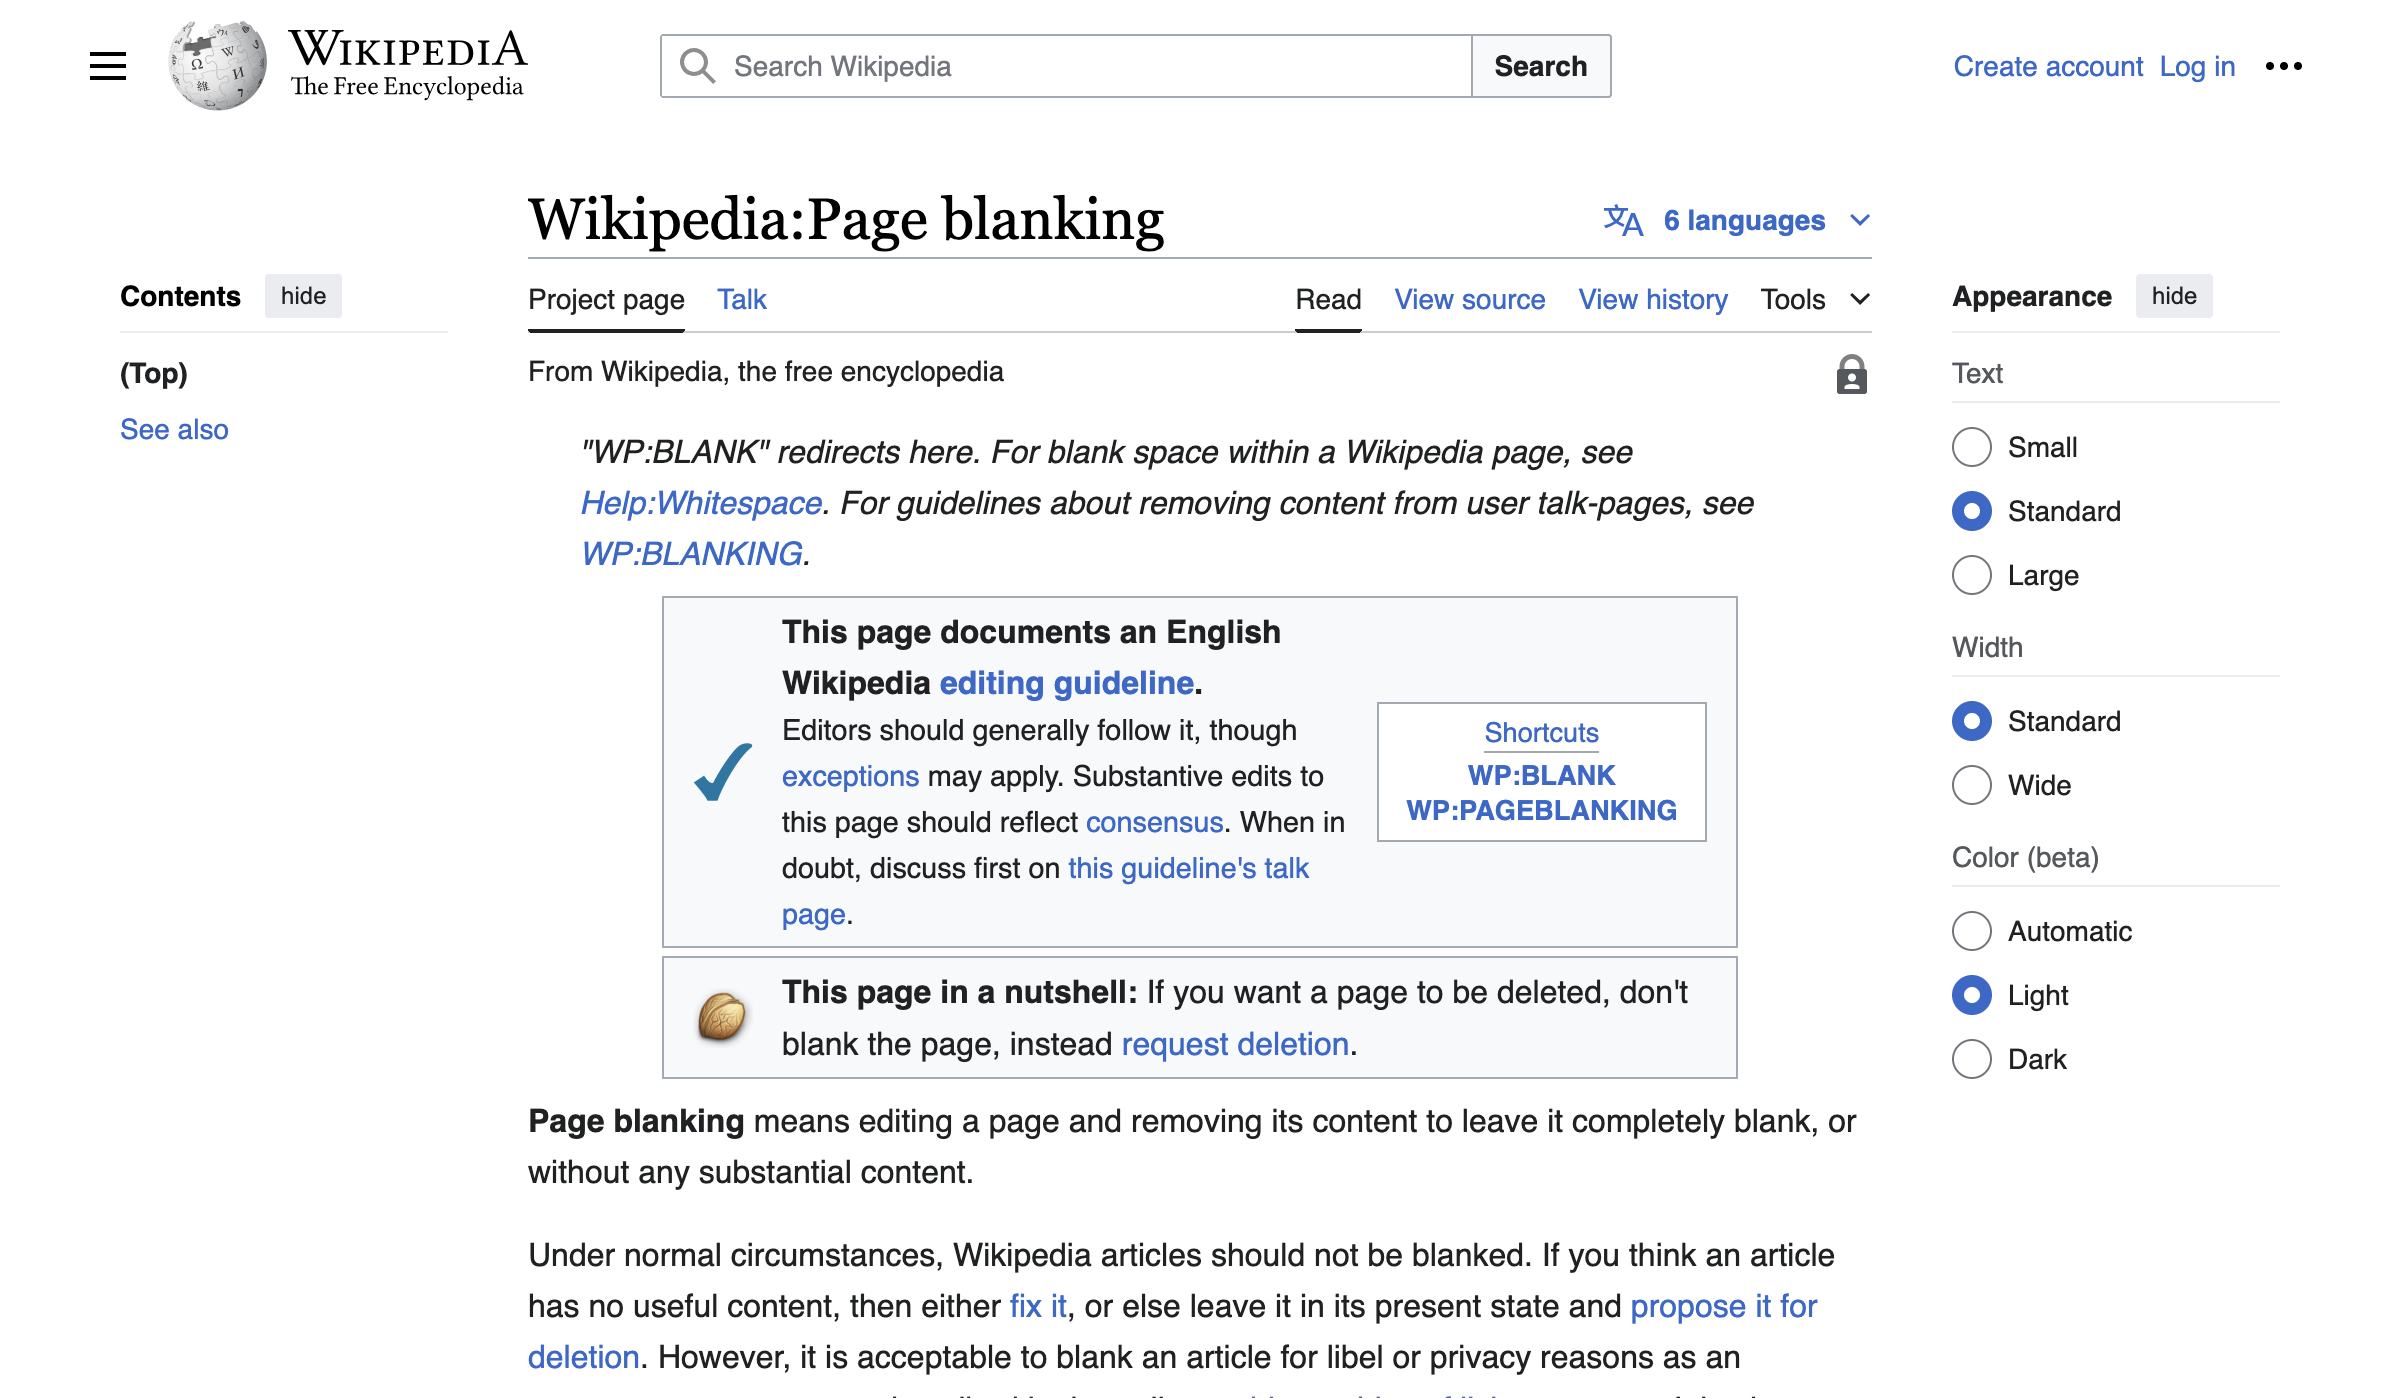 WIKIPEDIA
The Free Encyclopedia
Search Wikipedia
Search
Create account Log in
Wikipedia:Page blanking
文A 6 languages
Contents hide
(Top)
See also
Project page Talk Read View source View history Tools
From Wikipedia, the free encyclopedia
"WP:BLANK" redirects here. For blank space within a Wikipedia page, see
Help:Whitespace. For guidelines about removing content from user talk-pages, see
WP:BLANKING.
This page documents an English
Wikipedia editing guideline.
Editors should generally follow it, though
exceptions may apply. Substantive edits to
this page should reflect consensus. When in
doubt, discuss first on this guideline's talk
page.
Shortcuts
WP:BLANK
WP:PAGEBLANKING
This page in a nutshell: If you want a page to be deleted, don't
blank the page, instead request deletion.
Page blanking means editing a page and removing its content to leave it completely blank, or
without any substantial content.
Under normal circumstances, Wikipedia articles should not be blanked. If you think an article
has no useful content, then either fix it, or else leave it in its present state and propose it for
deletion. However, it is acceptable to blank an article for libel or privacy reasons as an
Appearance hide
Text
Small
Standard
Large
Width
Standard
Wide
Color (beta)
Automatic
Light
Dark